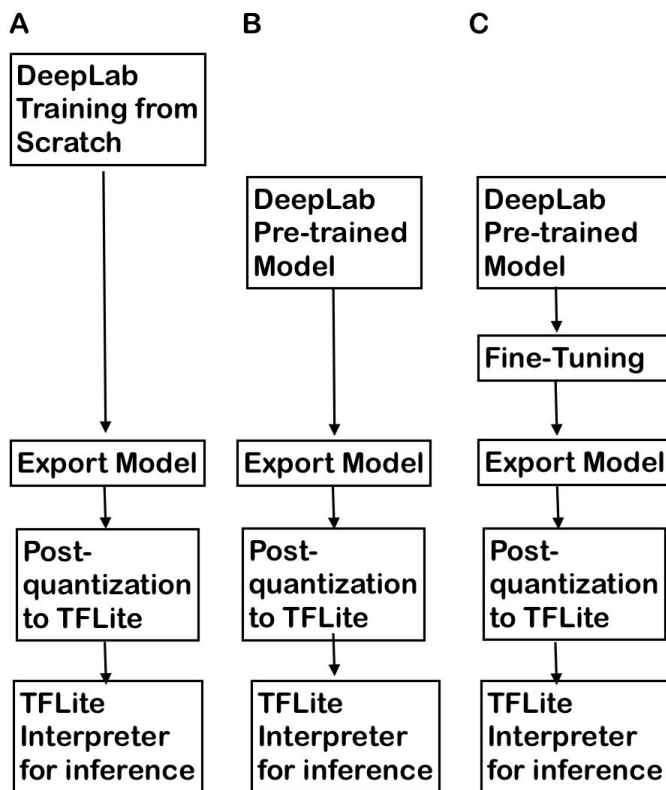 A
DeepLab
Training from
Scratch
Export Model
Post-
quantization
to TFLite
TFLite
Interpreter
for inference
B
DeepLab
Pre-trained
Model
Export Model
Post-
quantization
to TFLite
TFLite
Interpreter
for inference
C
DeepLab
Pre-trained
Model
Fine-Tuning
Export Model
Post-
quantization
to TFLite
TFLite
Interpreter
for inference